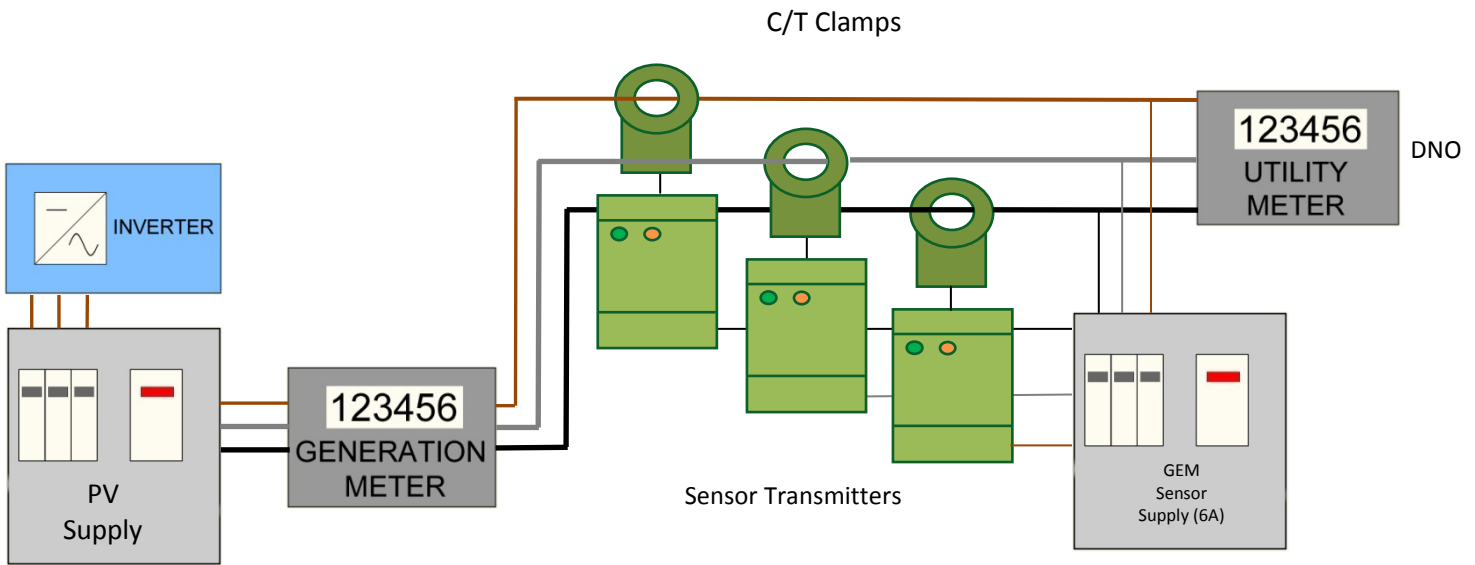 C/T Clamps
123456
UTILITY
METER
DNO
INVERTER
123456
GENERATION
METER
PV
Supply
Sensor Transmitters
GEM
Sensor
Supply (6A)